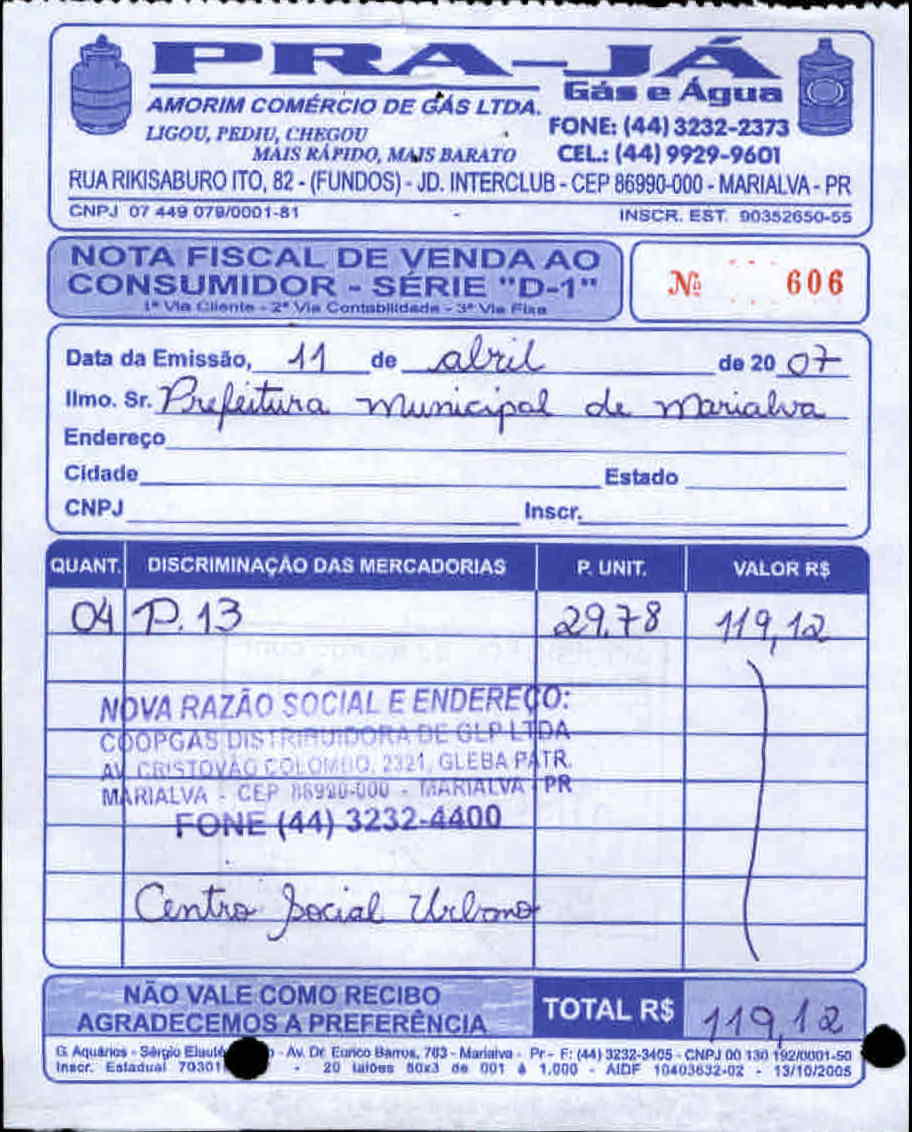 PRA-JÁ
Gás e Água
AMORIM COMÉRCIO DE GÁS LTDA.
LIGOU, PEDIU, CHEGOU
MAIS RÁPIDO, MAIS BARATO
FONE: (44) 3232-2373
CEL.: (44) 9929-9601
RUA RIKISABURO ITO, 82 - (FUNDOS) - JD. INTERCLUB - CEP 86990-000 - MARIALVA - PR
CNPJ 07 449 079/0001-81 INSCR. EST. 90352650-55
NOTA FISCAL DE VENDA AO
CONSUMIDOR - SÉRIE "D-1"
1ª Via Cliente - 2ª Via Contabilidade - 3ª Via Fixa
Nº 606
Data da Emissão, 11 de abril de 20 07
Ilmo. Sr. Prefeitura municipal de marialva
Endereço
Cidade Estado
CNPJ Inscr.
QUANT. DISCRIMINAÇÃO DAS MERCADORIAS P. UNIT. VALOR R$
04 P. 13 29,78 119,12
NOVA RAZÃO SOCIAL E ENDEREÇO:
COOPGAS DISTRIBUIDORA DE GLP LTDA
AV. CRISTOVÃO COLOMBO, 2321, GLEBA PATR.
MARIALVA - CEP 86990-000 - MARIALVA - PR
FONE (44) 3232-4400
Centro Social Urbano
NÃO VALE COMO RECIBO
AGRADECEMOS A PREFERÊNCIA
TOTAL R$ 119,12
G. Aquários - Sérgio - Av. Dr. Eurico Barros, 763 - Marialva - Pr - F: (44) 3232-3405 - CNPJ 00 130 192/0001-50
Inscr. Estadual 70301 - 20 talões 50x3 de 001 à 1.000 - AIDF 10403632-02 - 13/10/2005